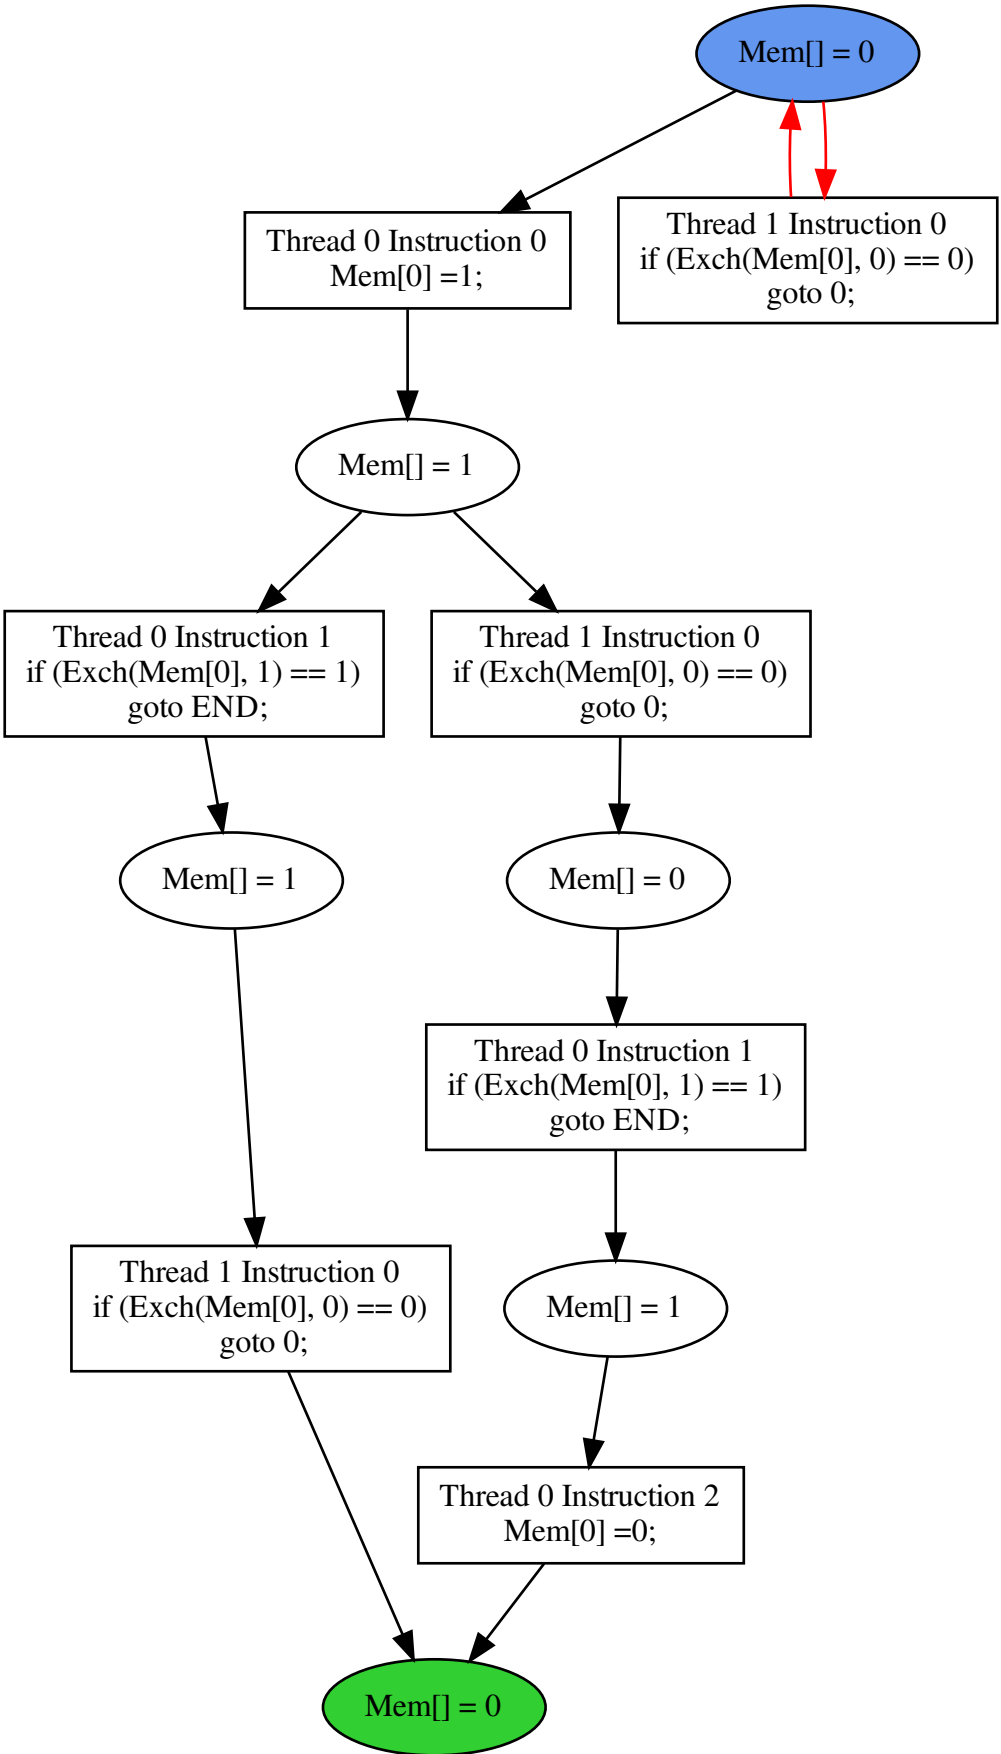 Mem[] = 0
Thread 0 Instruction 0
Mem[0] =1;
Thread 1 Instruction 0
if (Exch(Mem[0], 0) == 0)
goto 0;
Mem[] = 1
Thread 0 Instruction 1
if (Exch(Mem[0], 1) == 1)
goto END;
Thread 1 Instruction 0
if (Exch(Mem[0], 0) == 0)
goto 0;
Mem[] = 1
Mem[] = 0
Thread 0 Instruction 1
if (Exch(Mem[0], 1) == 1)
goto END;
Thread 1 Instruction 0
if (Exch(Mem[0], 0) == 0)
goto 0;
Mem[] = 1
Thread 0 Instruction 2
Mem[0] =0;
Mem[] = 0